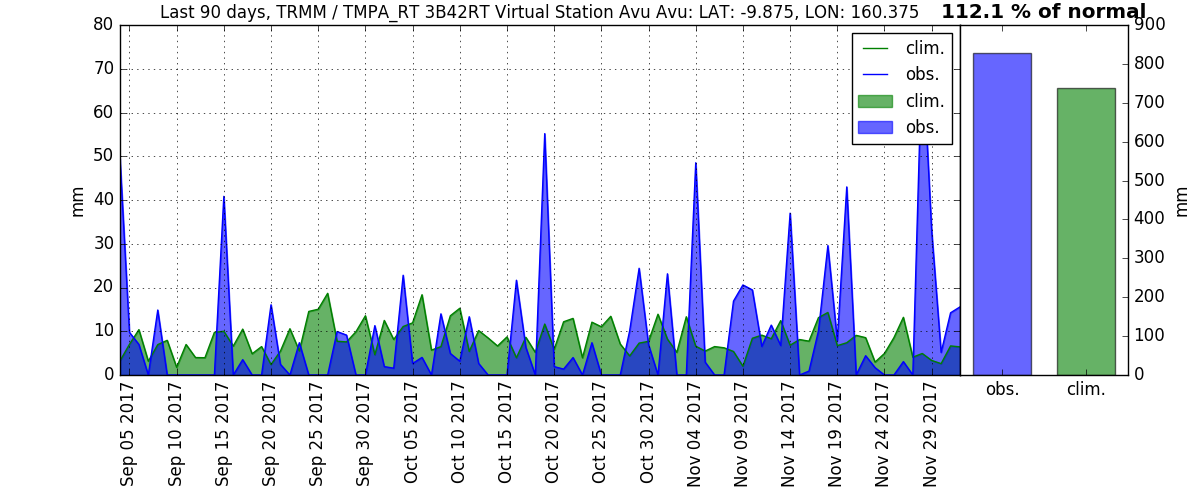 Last 90 days, TRMM / TMPA_RT 3B42RT Virtual Station Avu Avu: LAT: -9.875, LON: 160.375
112.1 % of normal
80
70
60
50
40
30
20
10
0
mm
clim.
obs.
clim.
obs.
900
800
700
600
500
400
300
200
100
0
mm
Sep 05 2017
Sep 10 2017
Sep 15 2017
Sep 20 2017
Sep 25 2017
Sep 30 2017
Oct 05 2017
Oct 10 2017
Oct 15 2017
Oct 20 2017
Oct 25 2017
Oct 30 2017
Nov 04 2017
Nov 09 2017
Nov 14 2017
Nov 19 2017
Nov 24 2017
Nov 29 2017
obs.
clim.